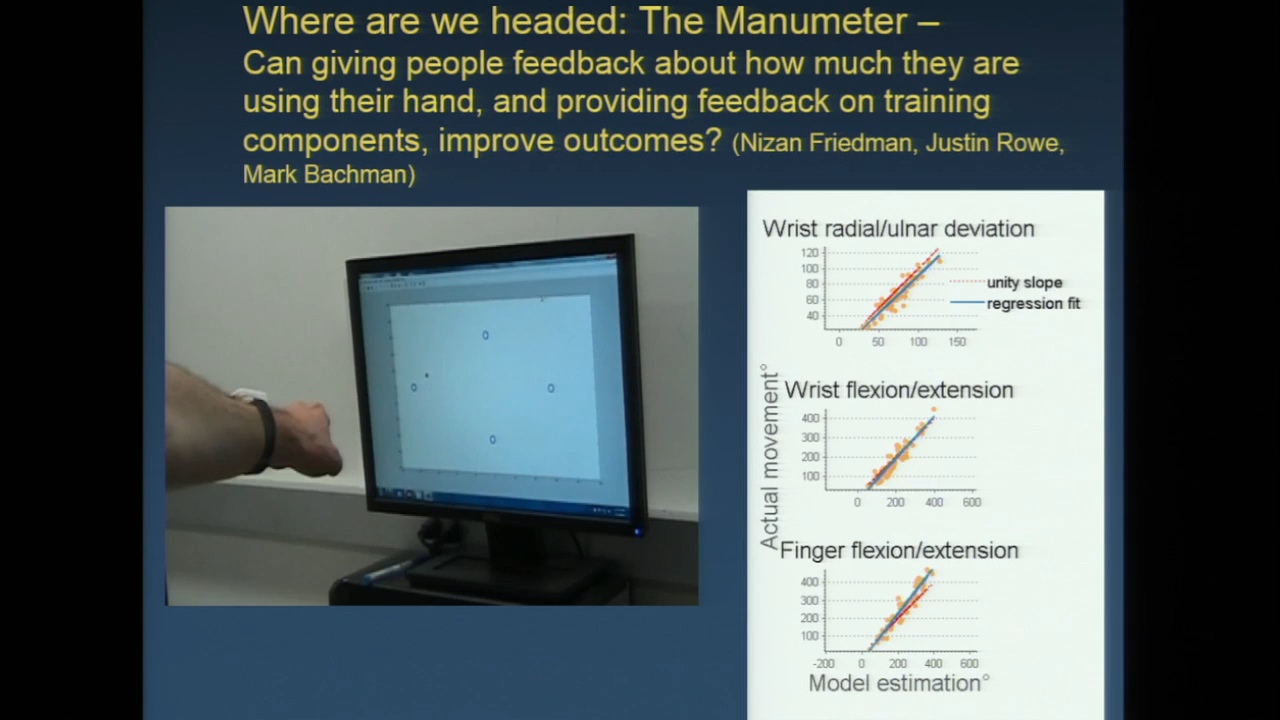 Where are we headed: The Manumeter –
Can giving people feedback about how much they are
using their hand, and providing feedback on training
components, improve outcomes? (Nizan Friedman, Justin Rowe,
Mark Bachman)
Wrist radial/ulnar deviation
120
100
80
60
40
0 50 100 150
unity slope
regression fit
Actual movement°
Wrist flexion/extension
400
300
200
100
0 200 400 600
Finger flexion/extension
400
300
200
100
-200 0 200 400 600
Model estimation°